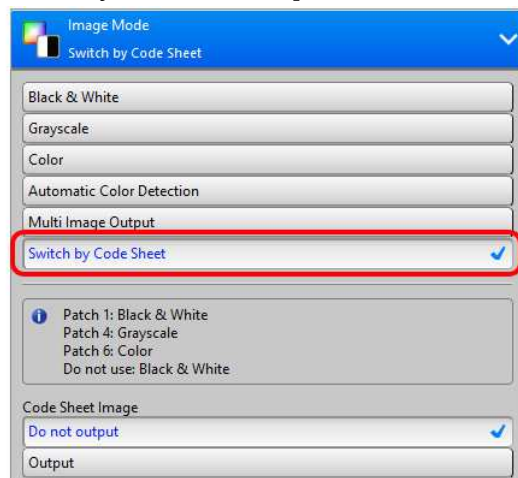 Image Mode
Switch by Code Sheet
Black & White
Grayscale
Color
Automatic Color Detection
Multi Image Output
Switch by Code Sheet
Patch 1: Black & White
Patch 4: Grayscale
Patch 6: Color
Do not use: Black & White
Code Sheet Image
Do not output
Output